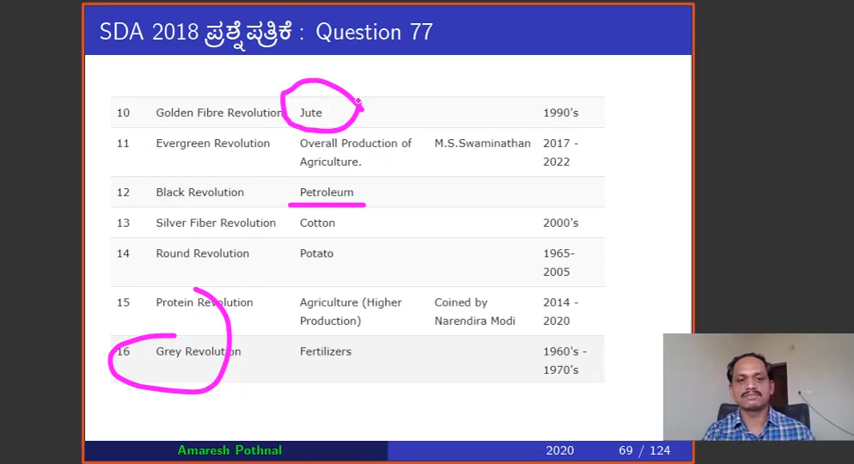 SDA 2018 ಪ್ರಶ್ನೆ ಪತ್ರಿಕೆ : Question 77
10 Golden Fibre Revolution Jute 1990's
11 Evergreen Revolution Overall Production of Agriculture. M.S.Swaminathan 2017 - 2022
12 Black Revolution Petroleum
13 Silver Fiber Revolution Cotton 2000's
14 Round Revolution Potato 1965- 2005
15 Protein Revolution Agriculture (Higher Production) Coined by Narendira Modi 2014 - 2020
16 Grey Revolution Fertilizers 1960's - 1970's
Amaresh Pothnal 2020 69 / 124